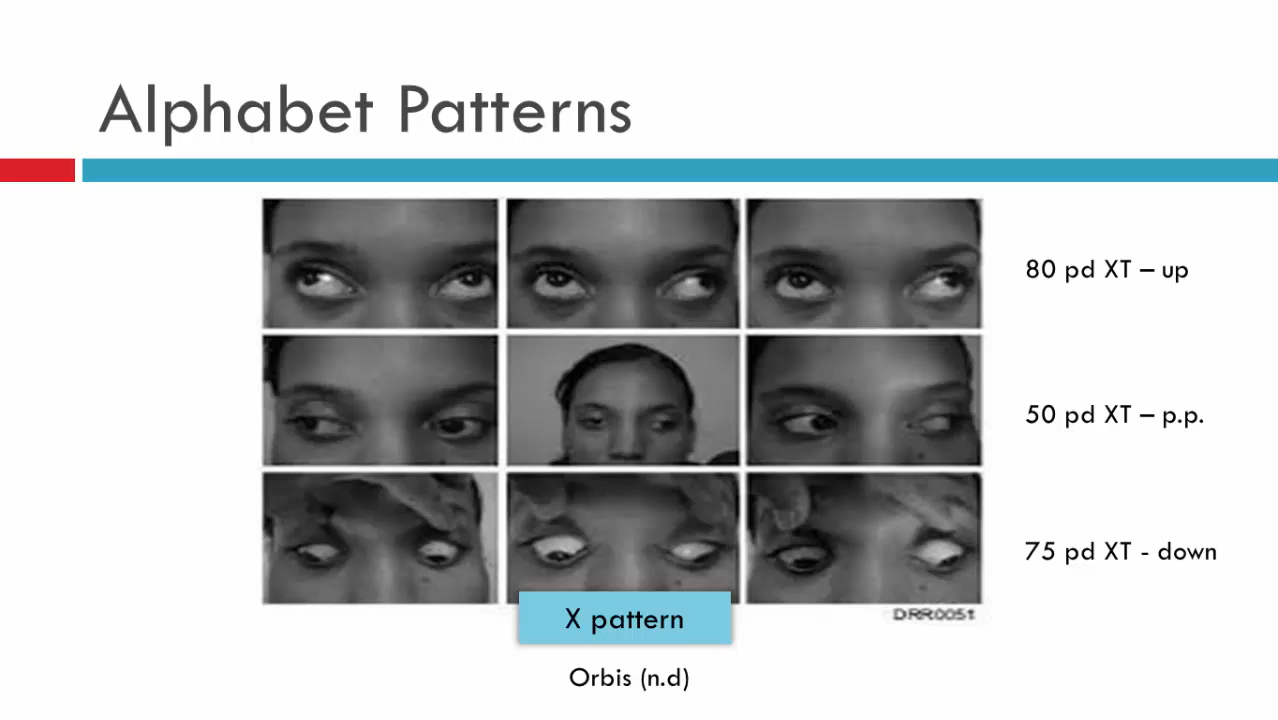 Alphabet Patterns
80 pd XT – up
50 pd XT – p.p.
75 pd XT - down
DRR0051
X pattern
Orbis (n.d)